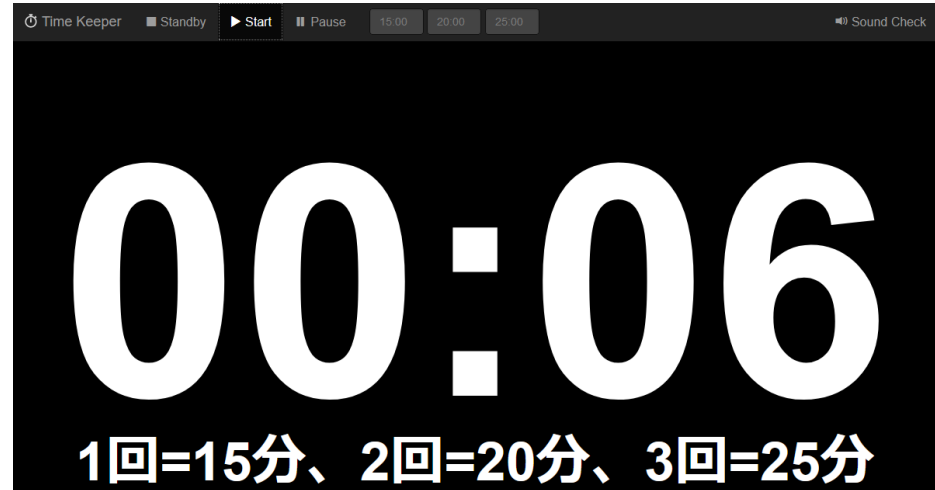 Time Keeper Standby Start Pause 15:00 20:00 25:00 Sound Check
00:06
1回=15分、2回=20分、3回=25分